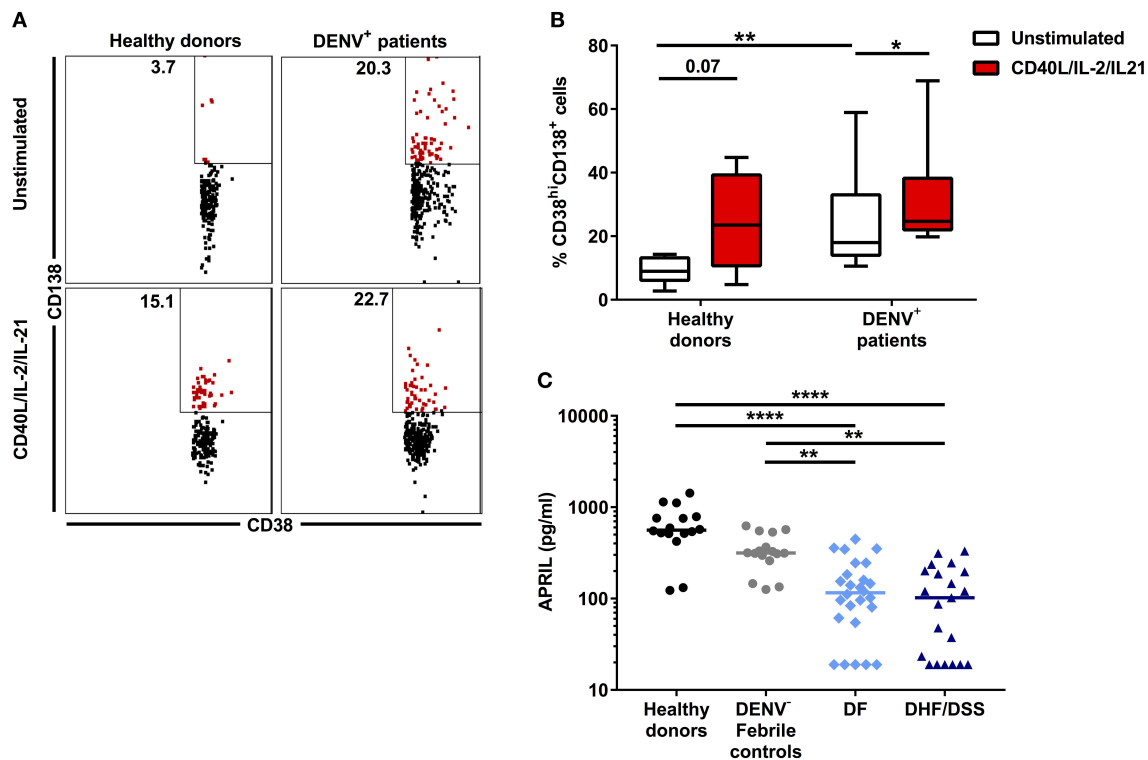 A
Healthy donors
DENV+ patients
Unstimulated
3.7
20.3
CD138
CD40L/IL-2/IL-21
15.1
22.7
CD38
B
% CD38hiCD138+ cells
80
60
40
20
0
**
*
0.07
Unstimulated
CD40L/IL-2/IL21
Healthy
donors
DENV+
patients
C
APRIL (pg/ml)
10000
1000
100
10
****
****
**
**
Healthy
donors
DENV-
Febrile
controls
DF
DHF/DSS